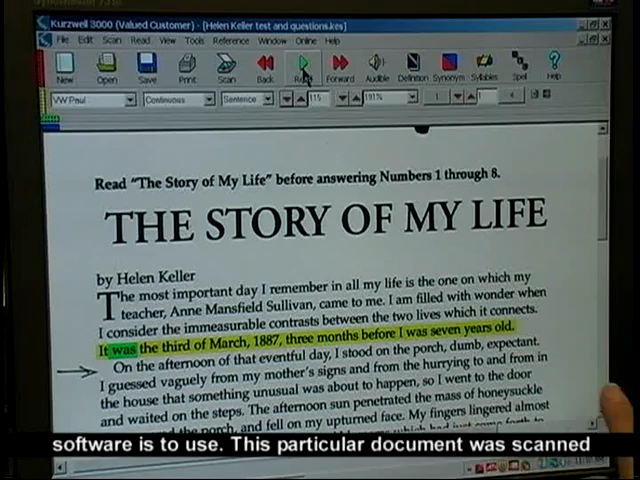 Kurzweil 3000 (Valued Customer) - [Helen Keller test and questions.kes]
File Edit Scan Read View Tools Reference Window Online Help
New Open Save Print Scan Back Forward Audible Definition Synonym Syllables Spell Help
VW Paul Continuous Sentence 115 191% 1 1
Read "The Story of My Life" before answering Numbers 1 through 8.
THE STORY OF MY LIFE
by Helen Keller
The most important day I remember in all my life is the one on which my
teacher, Anne Mansfield Sullivan, came to me. I am filled with wonder when
I consider the immeasurable contrasts between the two lives which it connects.
It was the third of March, 1887, three months before I was seven years old.
On the afternoon of that eventful day, I stood on the porch, dumb, expectant.
I guessed vaguely from my mother's signs and from the hurrying to and from in
the house that something unusual was about to happen, so I went to the door
and waited on the steps. The afternoon sun penetrated the mass of honeysuckle
the porch, and fell on my upturned face. My fingers lingered almost
software is to use. This particular document was scanned